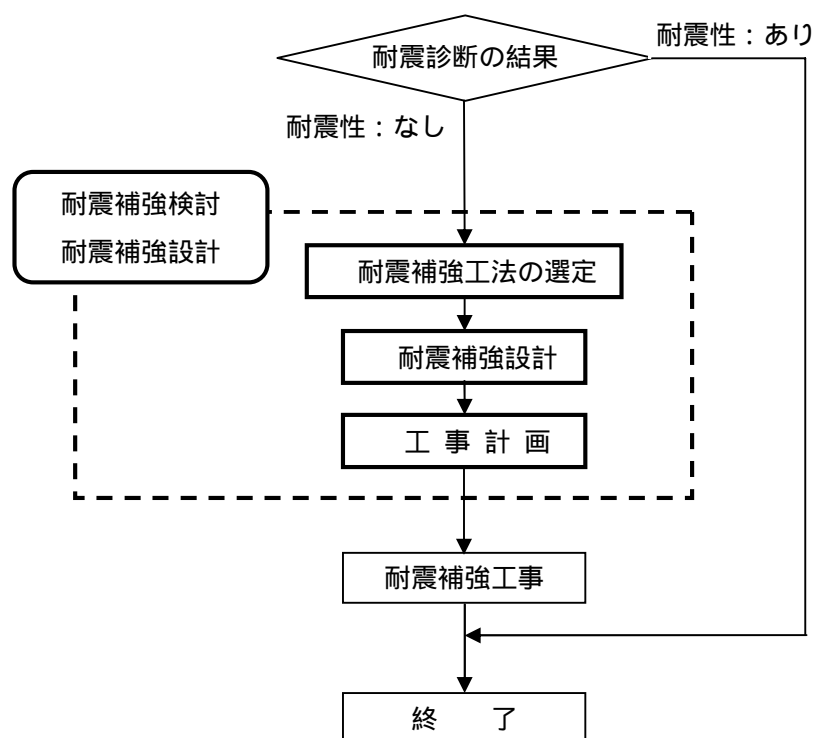 耐震診断の結果
耐震性：あり
耐震性：なし
耐震補強検討
耐震補強設計
耐震補強工法の選定
耐震補強設計
工 事 計 画
耐震補強工事
終　　了